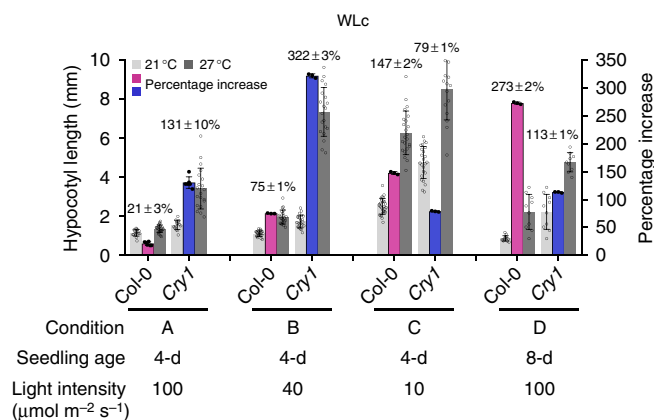 WLc
Hypocotyl length (mm)
10
8
6
4
2
0
21 °C 27 °C
Percentage increase
21±3%
131±10%
75±1%
322±3%
147±2%
79±1%
273±2%
113±1%
350
300
250
200
150
100
50
0
Percentage increase
Col-0 Cry1 Col-0 Cry1 Col-0 Cry1 Col-0 Cry1
Condition A B C D
Seedling age 4-d 4-d 4-d 8-d
Light intensity 100 40 10 100
(μmol m⁻² s⁻¹)